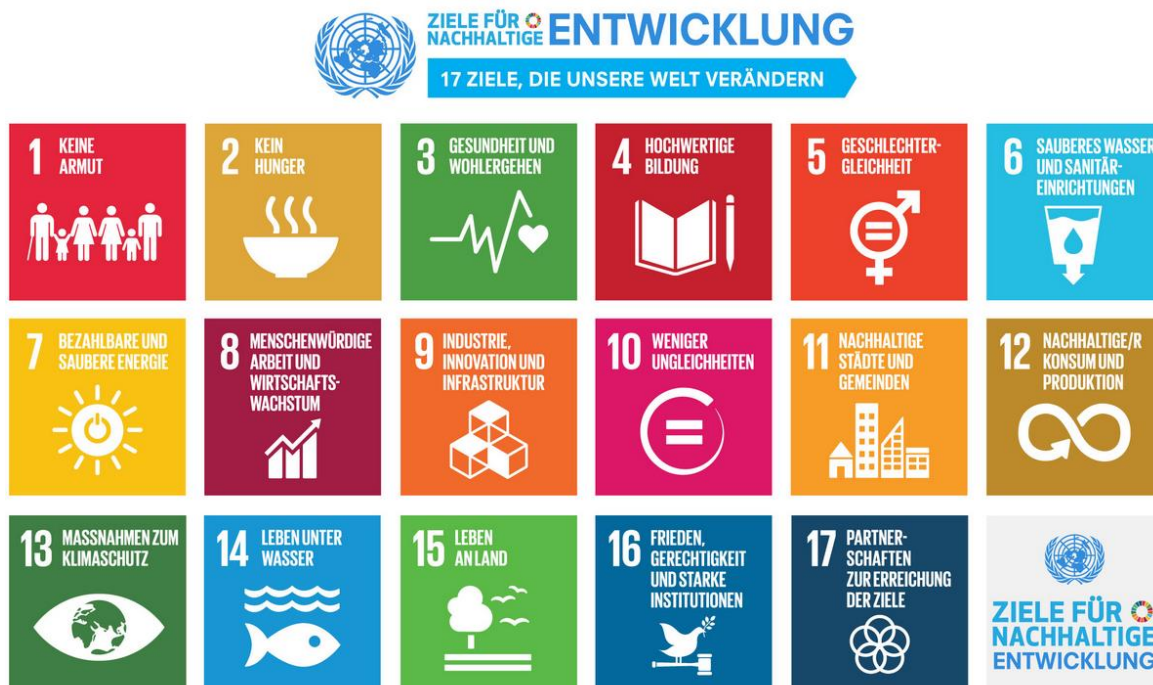 ZIELE FÜR
NACHHALTIGE
ENTWICKLUNG
17 ZIELE, DIE UNSERE WELT VERÄNDERN
1 KEINE
ARMUT
2 KEIN
HUNGER
3 GESUNDHEIT UND
WOHLERGEHEN
4 HOCHWERTIGE
BILDUNG
5 GESCHLECHTER-
GLEICHHEIT
6 SAUBERES WASSER
UND SANITÄR-
EINRICHTUNGEN
7 BEZAHLBARE UND
SAUBERE ENERGIE
8 MENSCHENWÜRDIGE
ARBEIT UND
WIRTSCHAFTS-
WACHSTUM
9 INDUSTRIE,
INNOVATION UND
INFRASTRUKTUR
10 WENIGER
UNGLEICHHEITEN
11 NACHHALTIGE
STÄDTE UND
GEMEINDEN
12 NACHHALTIGE/R
KONSUM UND
PRODUKTION
13 MASSNAHMEN ZUM
KLIMASCHUTZ
14 LEBEN UNTER
WASSER
15 LEBEN
AN LAND
16 FRIEDEN,
GERECHTIGKEIT
UND STARKE
INSTITUTIONEN
17 PARTNER-
SCHAFTEN
ZUR ERREICHUNG
DER ZIELE
ZIELE FÜR
NACHHALTIGE
ENTWICKLUNG